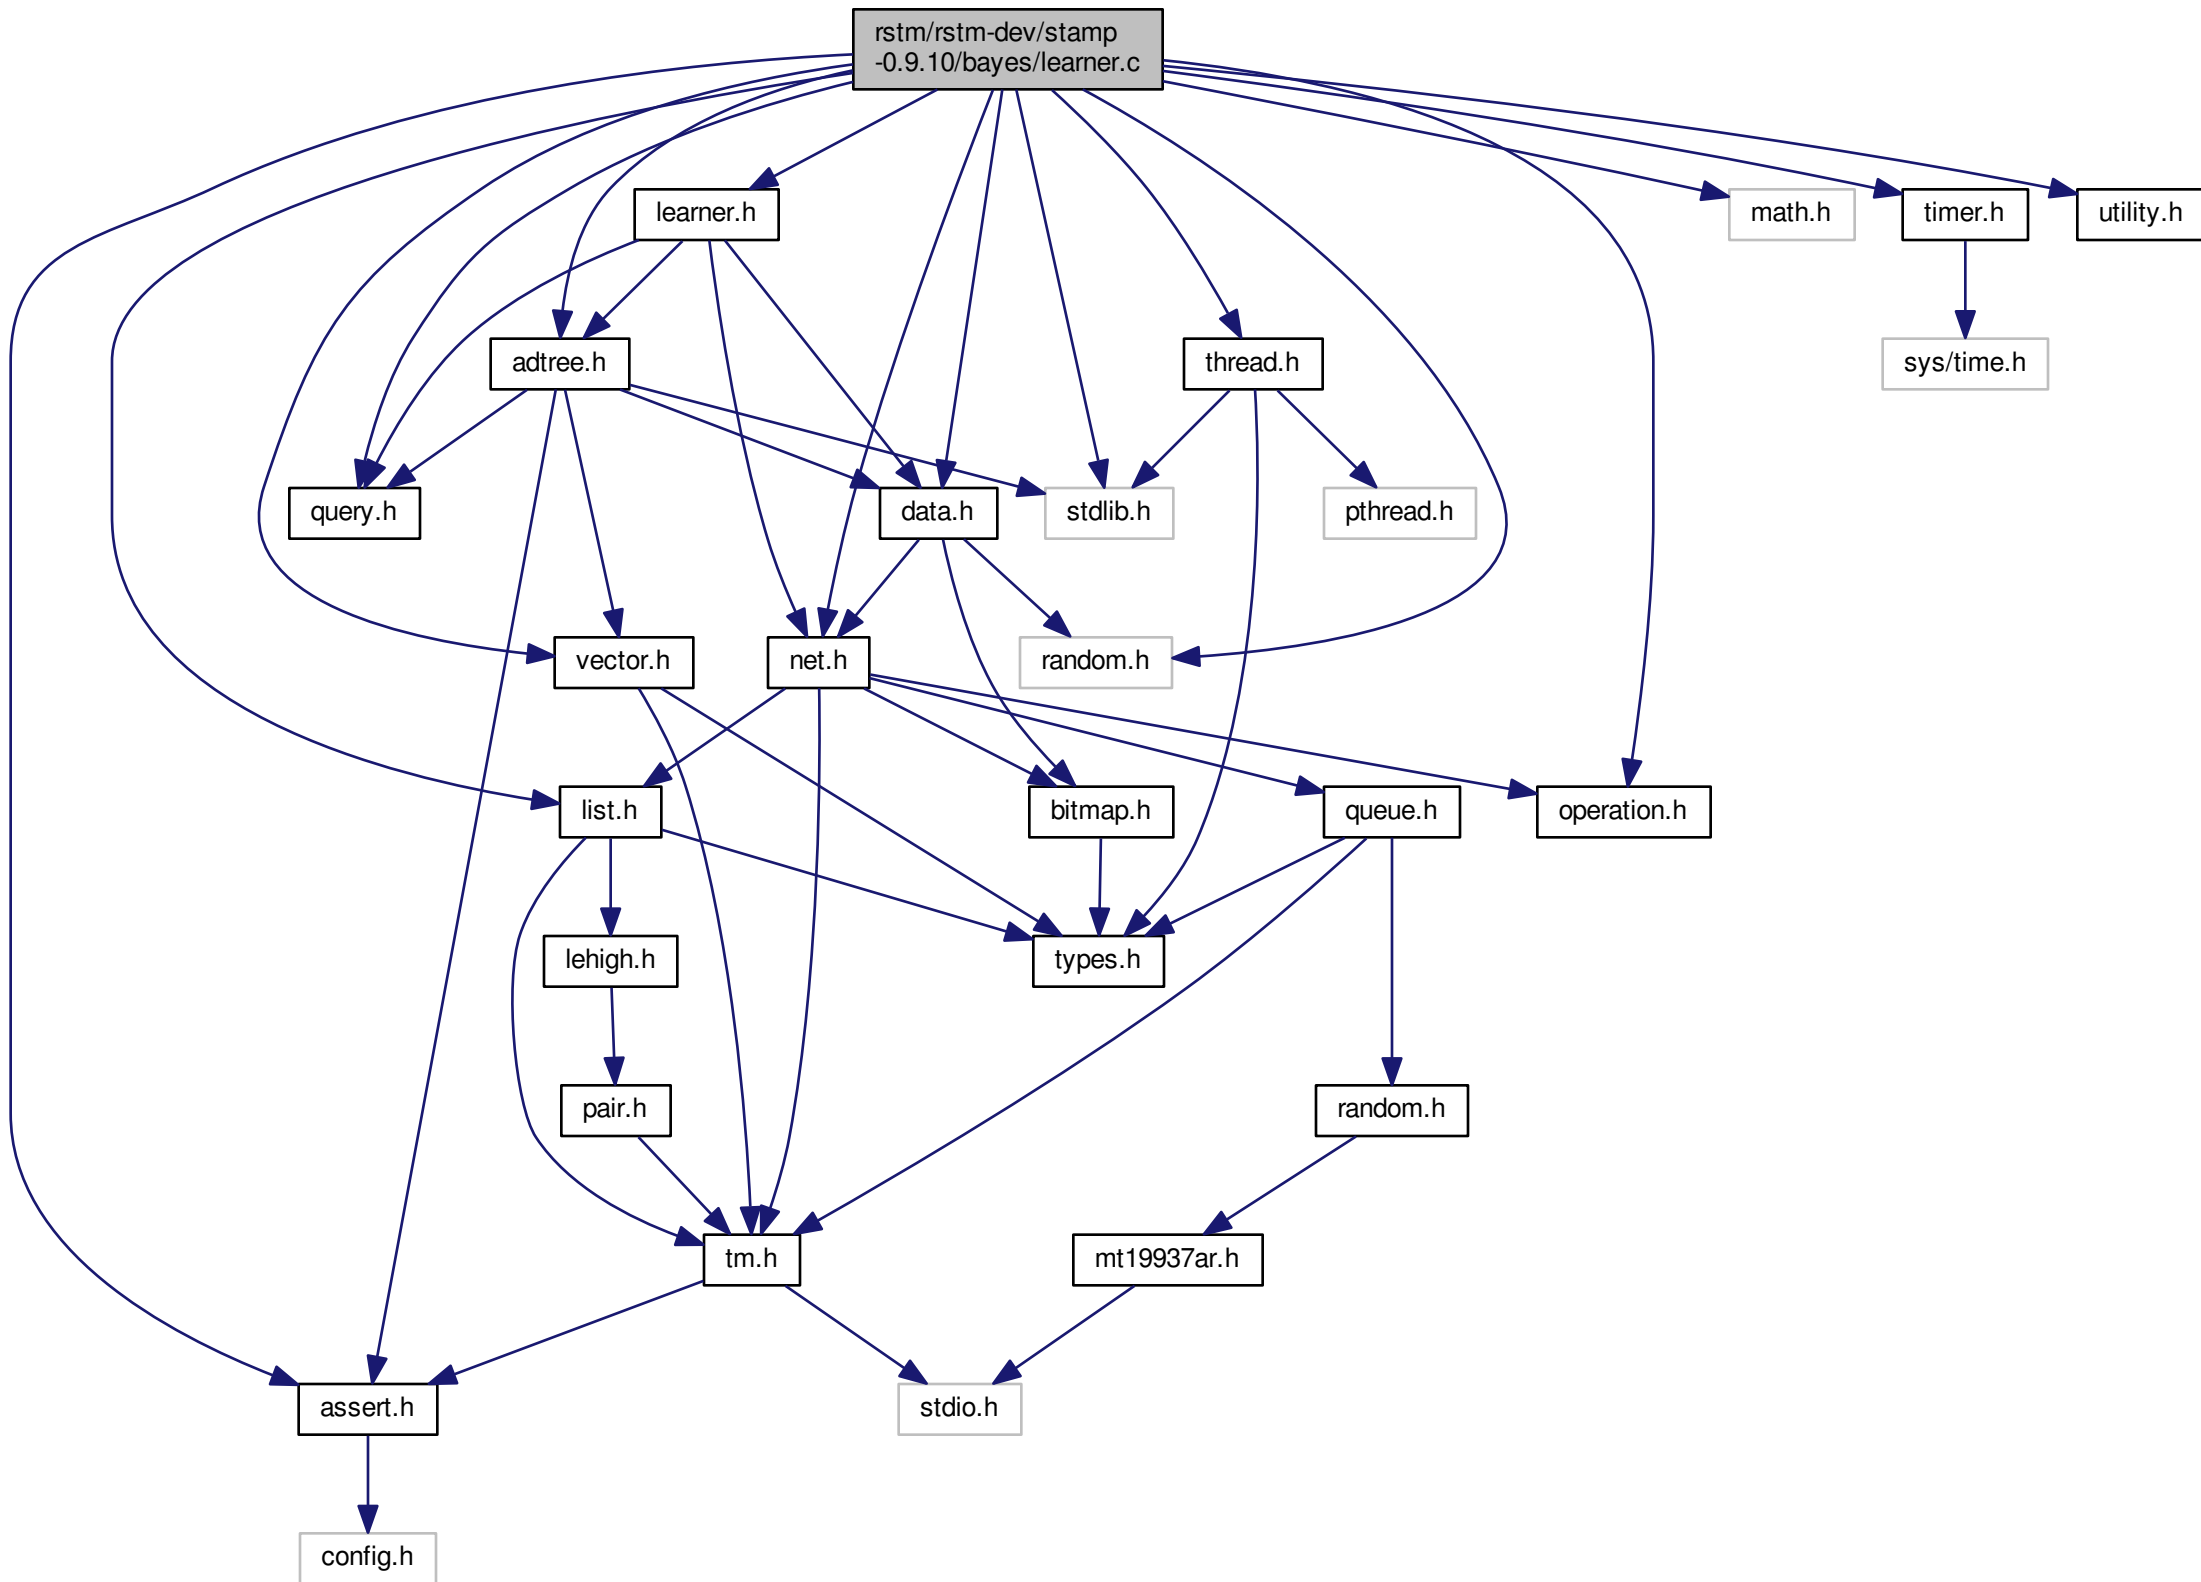 rstm/rstm-dev/stamp
-0.9.10/bayes/learner.c
learner.h
math.h
timer.h
utility.h
adtree.h
thread.h
sys/time.h
query.h
data.h
stdlib.h
pthread.h
vector.h
net.h
random.h
list.h
bitmap.h
queue.h
operation.h
lehigh.h
types.h
pair.h
random.h
tm.h
mt19937ar.h
assert.h
stdio.h
config.h